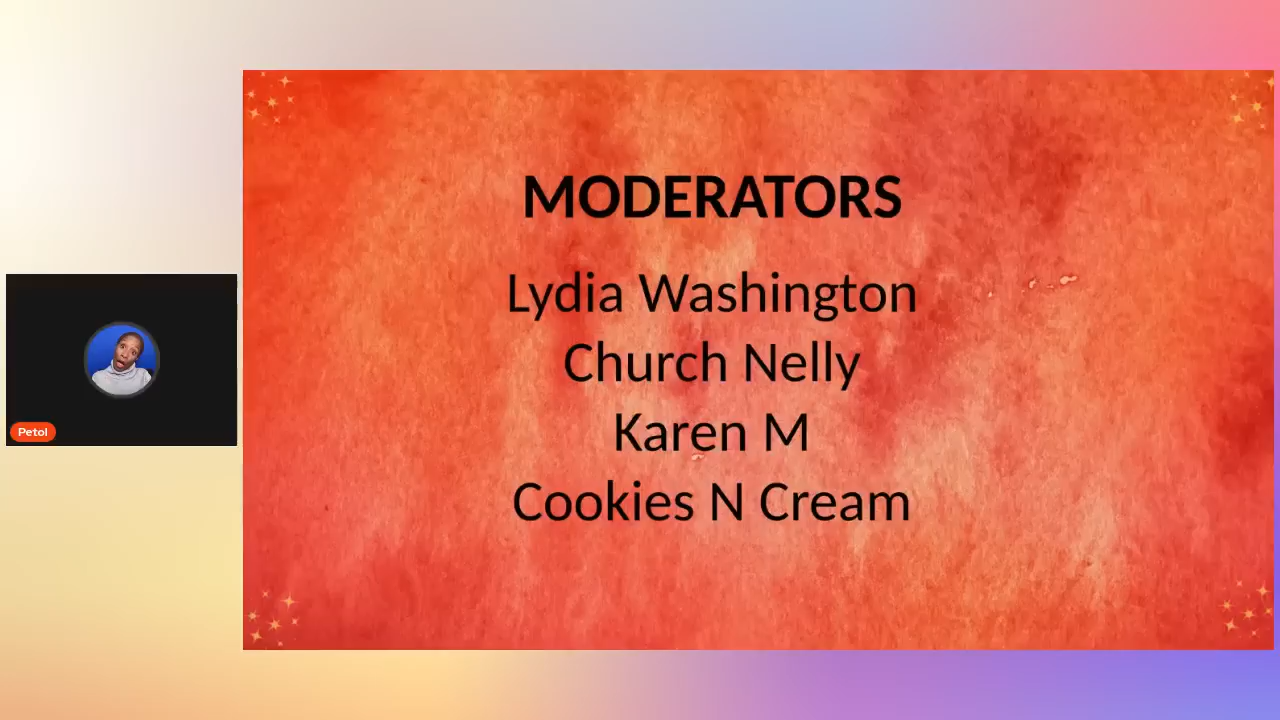 MODERATORS
Lydia Washington
Church Nelly
Karen M
Cookies N Cream
Petol